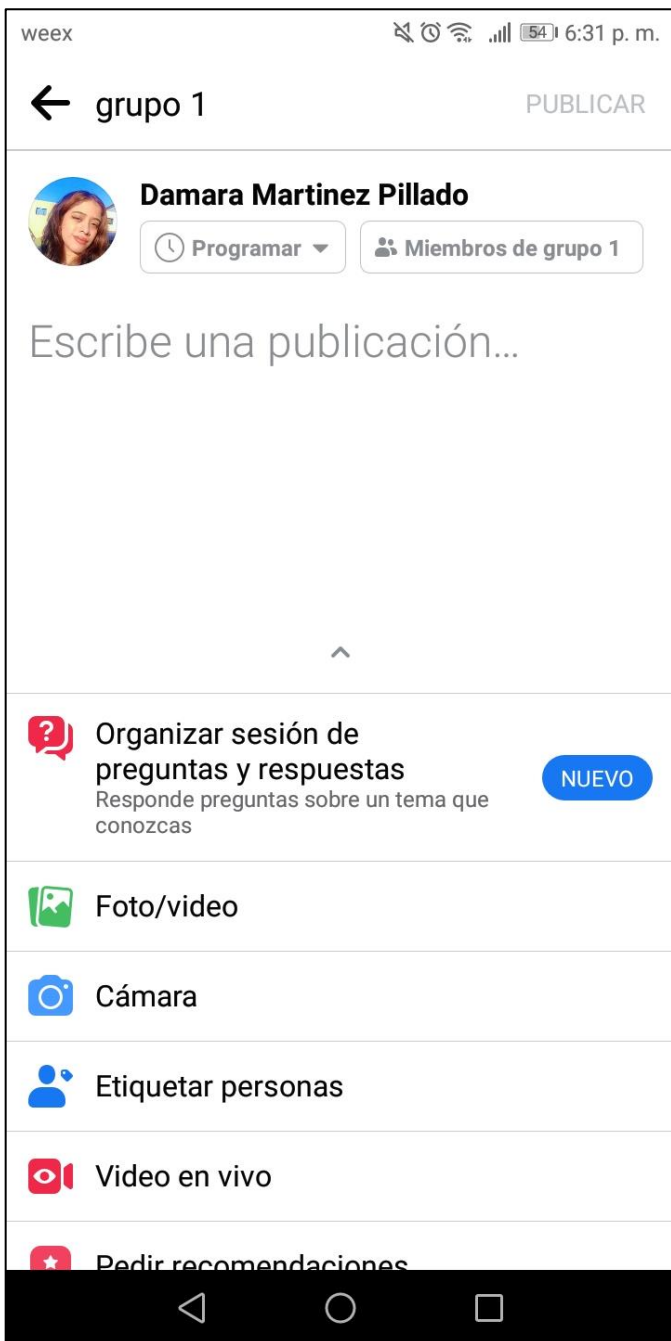 weex 54 6:31 p. m.
grupo 1 PUBLICAR
Damara Martinez Pillado
Programar Miembros de grupo 1
Escribe una publicación...
Organizar sesión de
preguntas y respuestas
Responde preguntas sobre un tema que
conozcas
NUEVO
Foto/video
Cámara
Etiquetar personas
Video en vivo
Pedir recomendaciones